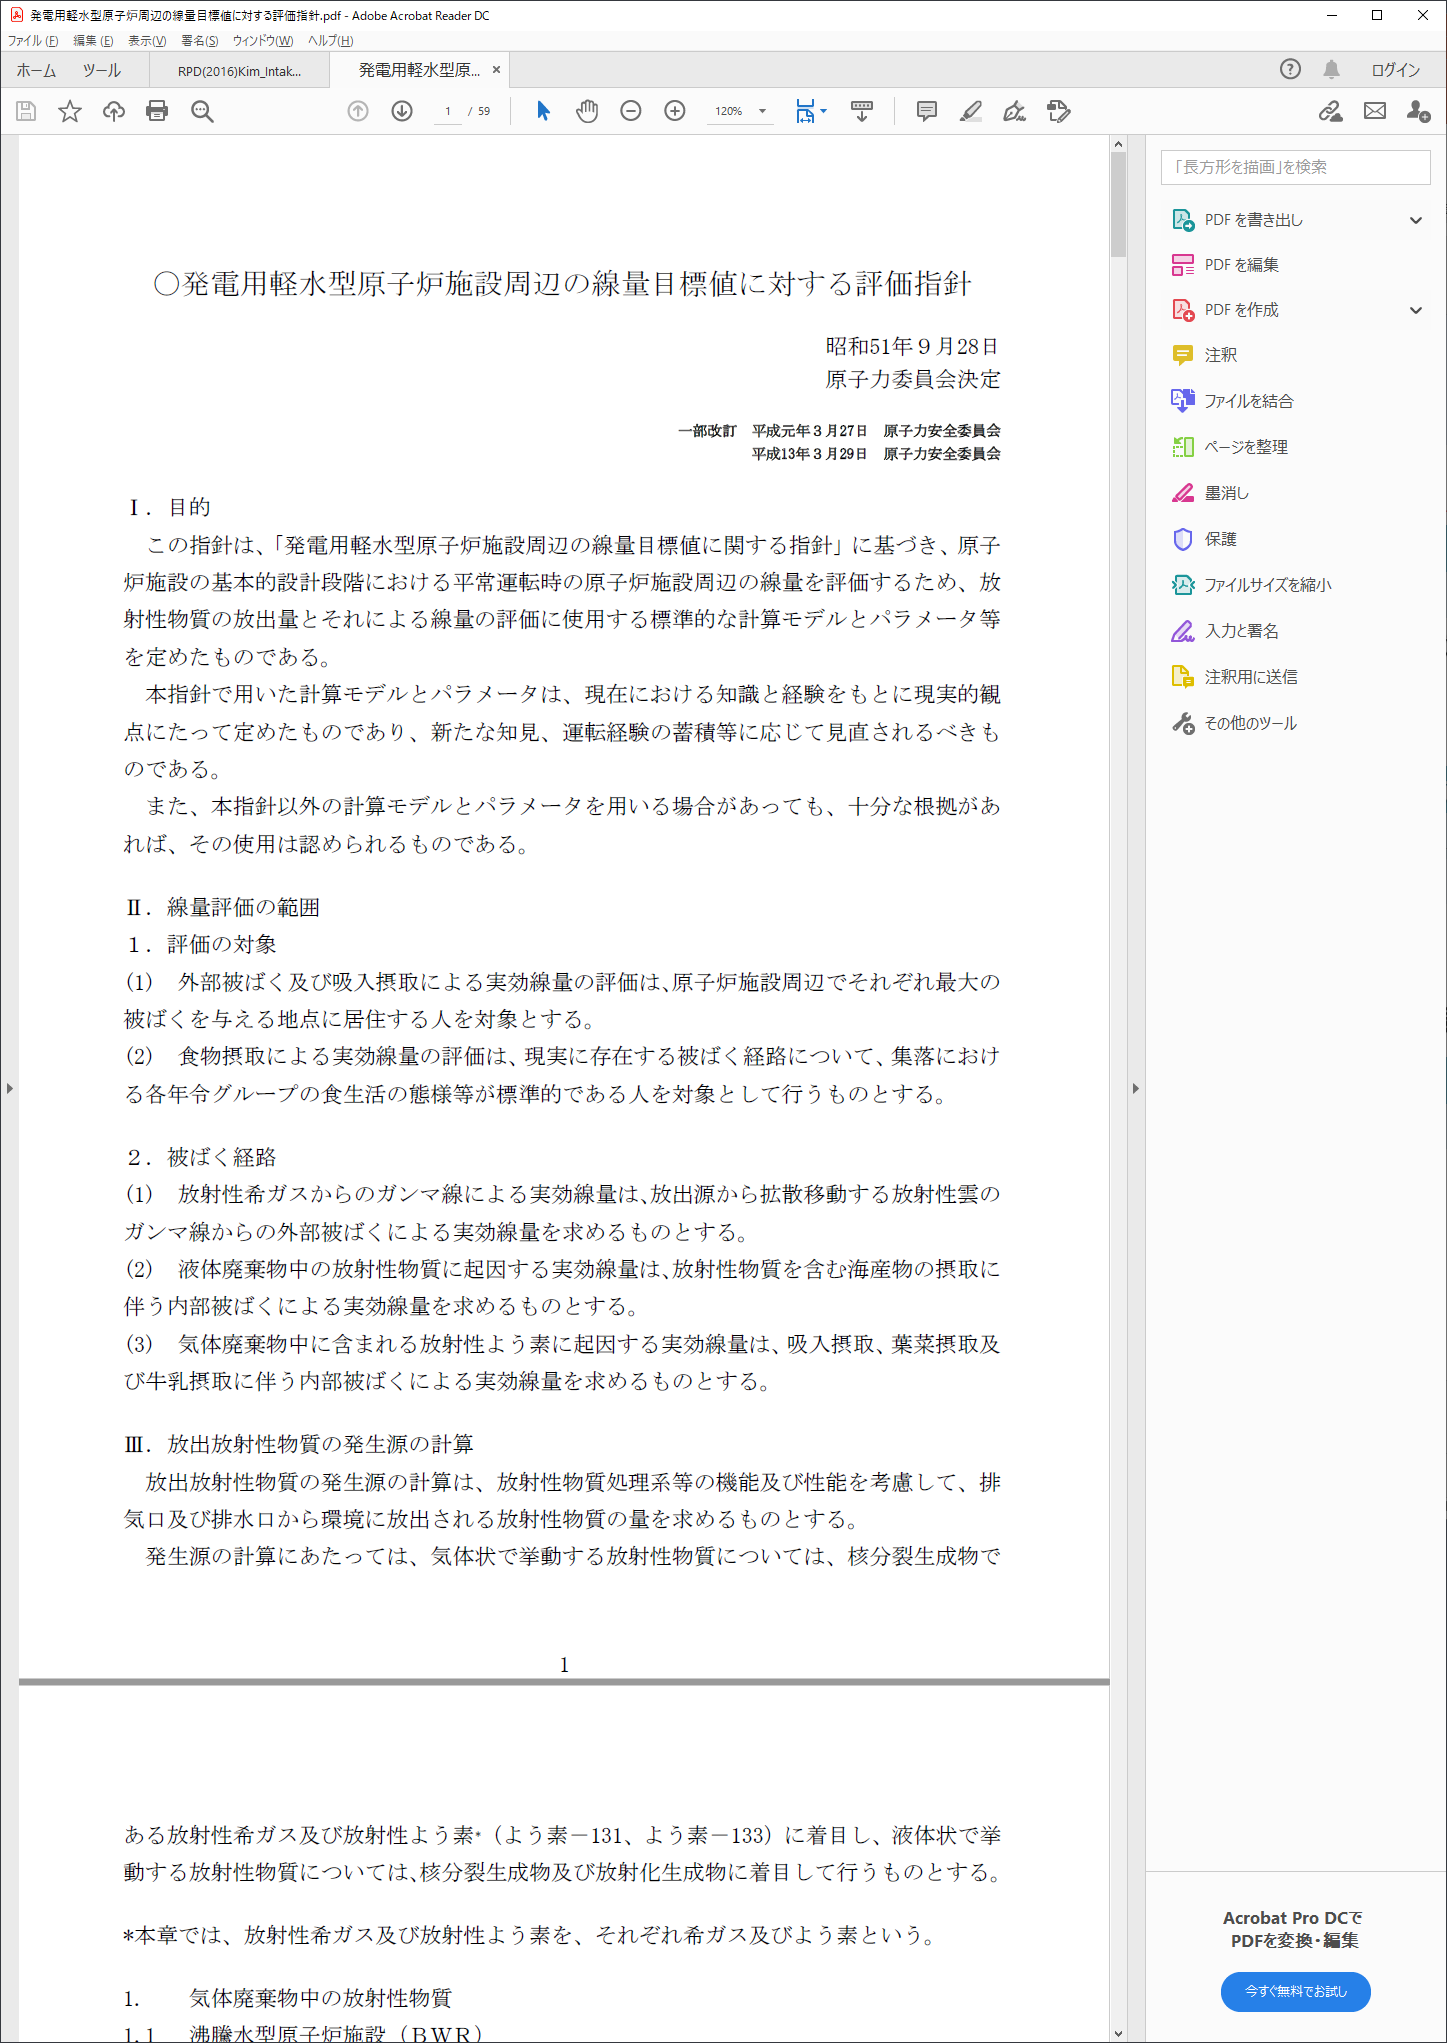 発電用軽水型原子炉周辺の線量目標値に対する評価指針.pdf - Adobe Acrobat Reader DC
ファイル(F) 編集(E) 表示(V) 署名(S) ウィンドウ(W) ヘルプ(H)
ホーム ツール RPD(2016)Kim_Intak... 発電用軽水型原... × ログイン
1 / 59 120%
○発電用軽水型原子炉施設周辺の線量目標値に対する評価指針
昭和51年９月28日
原子力委員会決定
一部改訂 平成元年３月27日 原子力安全委員会
平成13年３月29日 原子力安全委員会
Ⅰ．目的
この指針は、「発電用軽水型原子炉施設周辺の線量目標値に関する指針」に基づき、原子
炉施設の基本的設計段階における平常運転時の原子炉施設周辺の線量を評価するため、放
射性物質の放出量とそれによる線量の評価に使用する標準的な計算モデルとパラメータ等
を定めたものである。
本指針で用いた計算モデルとパラメータは、現在における知識と経験をもとに現実的観
点にたって定めたものであり、新たな知見、運転経験の蓄積等に応じて見直されるべきも
のである。
また、本指針以外の計算モデルとパラメータを用いる場合があっても、十分な根拠があ
れば、その使用は認められるものである。
Ⅱ．線量評価の範囲
１．評価の対象
(1) 外部被ばく及び吸入摂取による実効線量の評価は、原子炉施設周辺でそれぞれ最大の
被ばくを与える地点に居住する人を対象とする。
(2) 食物摂取による実効線量の評価は、現実に存在する被ばく経路について、集落におけ
る各年令グループの食生活の態様等が標準的である人を対象として行うものとする。
２．被ばく経路
(1) 放射性希ガスからのガンマ線による実効線量は、放出源から拡散移動する放射性雲の
ガンマ線からの外部被ばくによる実効線量を求めるものとする。
(2) 液体廃棄物中の放射性物質に起因する実効線量は、放射性物質を含む海産物の摂取に
伴う内部被ばくによる実効線量を求めるものとする。
(3) 気体廃棄物中に含まれる放射性よう素に起因する実効線量は、吸入摂取、葉菜摂取及
び牛乳摂取に伴う内部被ばくによる実効線量を求めるものとする。
Ⅲ．放出放射性物質の発生源の計算
放出放射性物質の発生源の計算は、放射性物質処理系等の機能及び性能を考慮して、排
気口及び排水口から環境に放出される放射性物質の量を求めるものとする。
発生源の計算にあたっては、気体状で挙動する放射性物質については、核分裂生成物で
1
ある放射性希ガス及び放射性よう素*（よう素－131、よう素－133）に着目し、液体状で挙
動する放射性物質については、核分裂生成物及び放射化生成物に着目して行うものとする。
*本章では、放射性希ガス及び放射性よう素を、それぞれ希ガス及びよう素という。
1. 気体廃棄物中の放射性物質
1.1 沸騰水型原子炉施設（ＢＷＲ）
「長方形を描画」を検索
PDF を書き出し
PDF を編集
PDF を作成
注釈
ファイルを結合
ページを整理
墨消し
保護
ファイルサイズを縮小
入力と署名
注釈用に送信
その他のツール
Acrobat Pro DCで
PDFを変換・編集
今すぐ無料でお試し